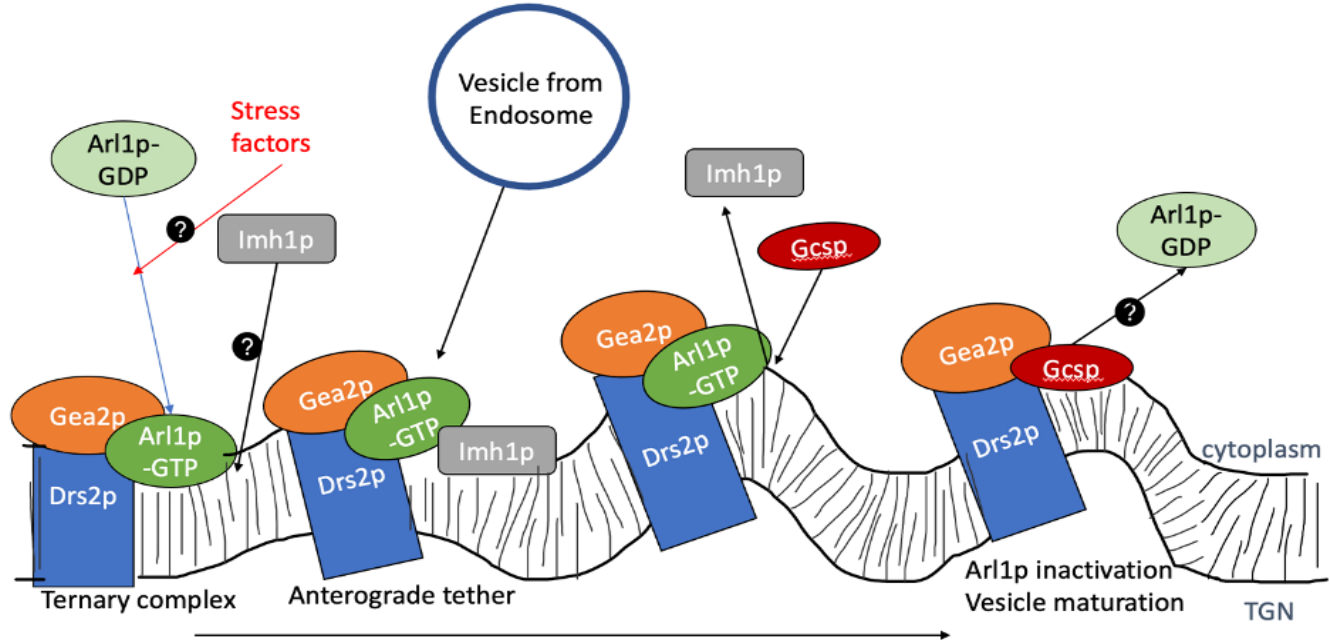 Vesicle from
Endosome
Stress
factors
Arl1p-
GDP
?
Imh1p
?
Imh1p
Gcsp
Arl1p-
GDP
?
Gea2p
Arl1p
-GTP
Drs2p
Gea2p
Arl1p
-GTP
Imh1p
Drs2p
Gea2p
Arl1p
-GTP
Drs2p
Gea2p
Gcsp
Drs2p
cytoplasm
Ternary complex
Anterograde tether
Arl1p inactivation
Vesicle maturation
TGN